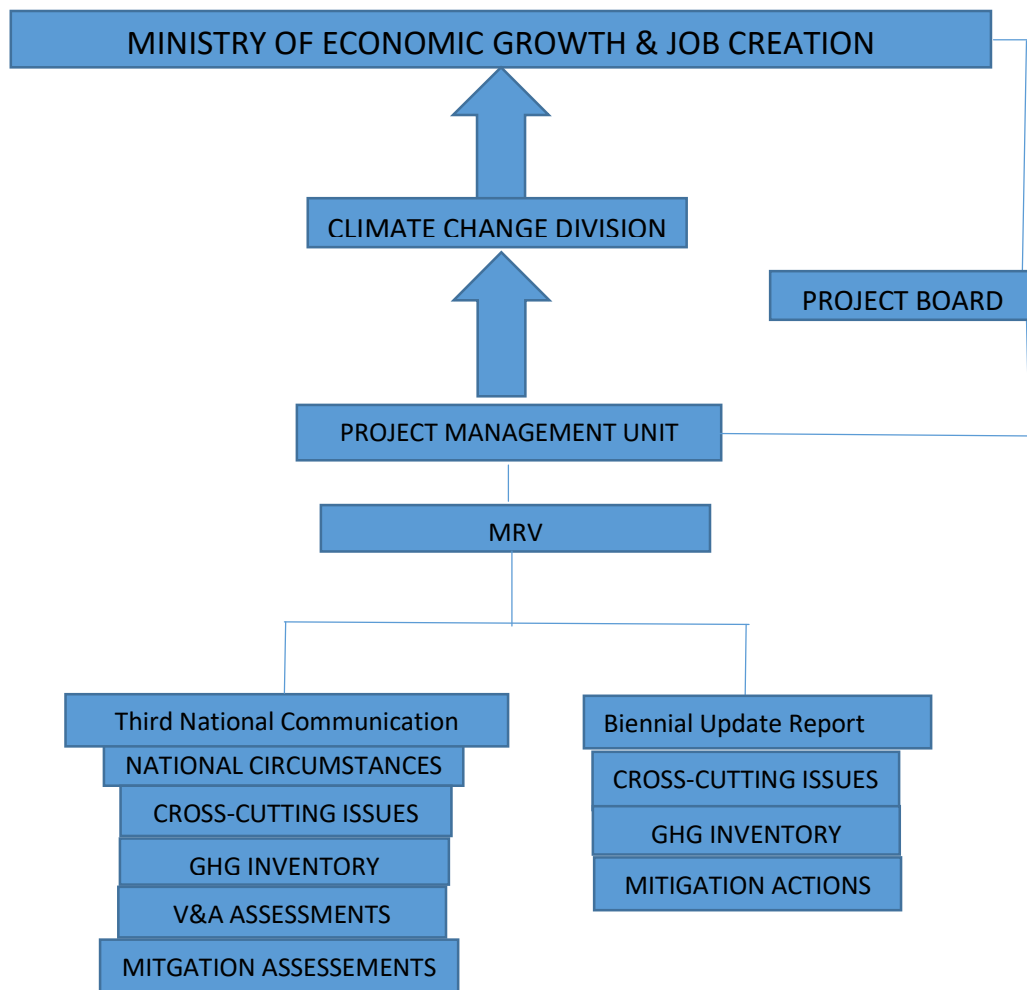 MINISTRY OF ECONOMIC GROWTH & JOB CREATION
CLIMATE CHANGE DIVISION
PROJECT BOARD
PROJECT MANAGEMENT UNIT
MRV
Third National Communication
NATIONAL CIRCUMSTANCES
CROSS-CUTTING ISSUES
GHG INVENTORY
V&A ASSESSMENTS
MITGATION ASSESSEMENTS
Biennial Update Report
CROSS-CUTTING ISSUES
GHG INVENTORY
MITIGATION ACTIONS